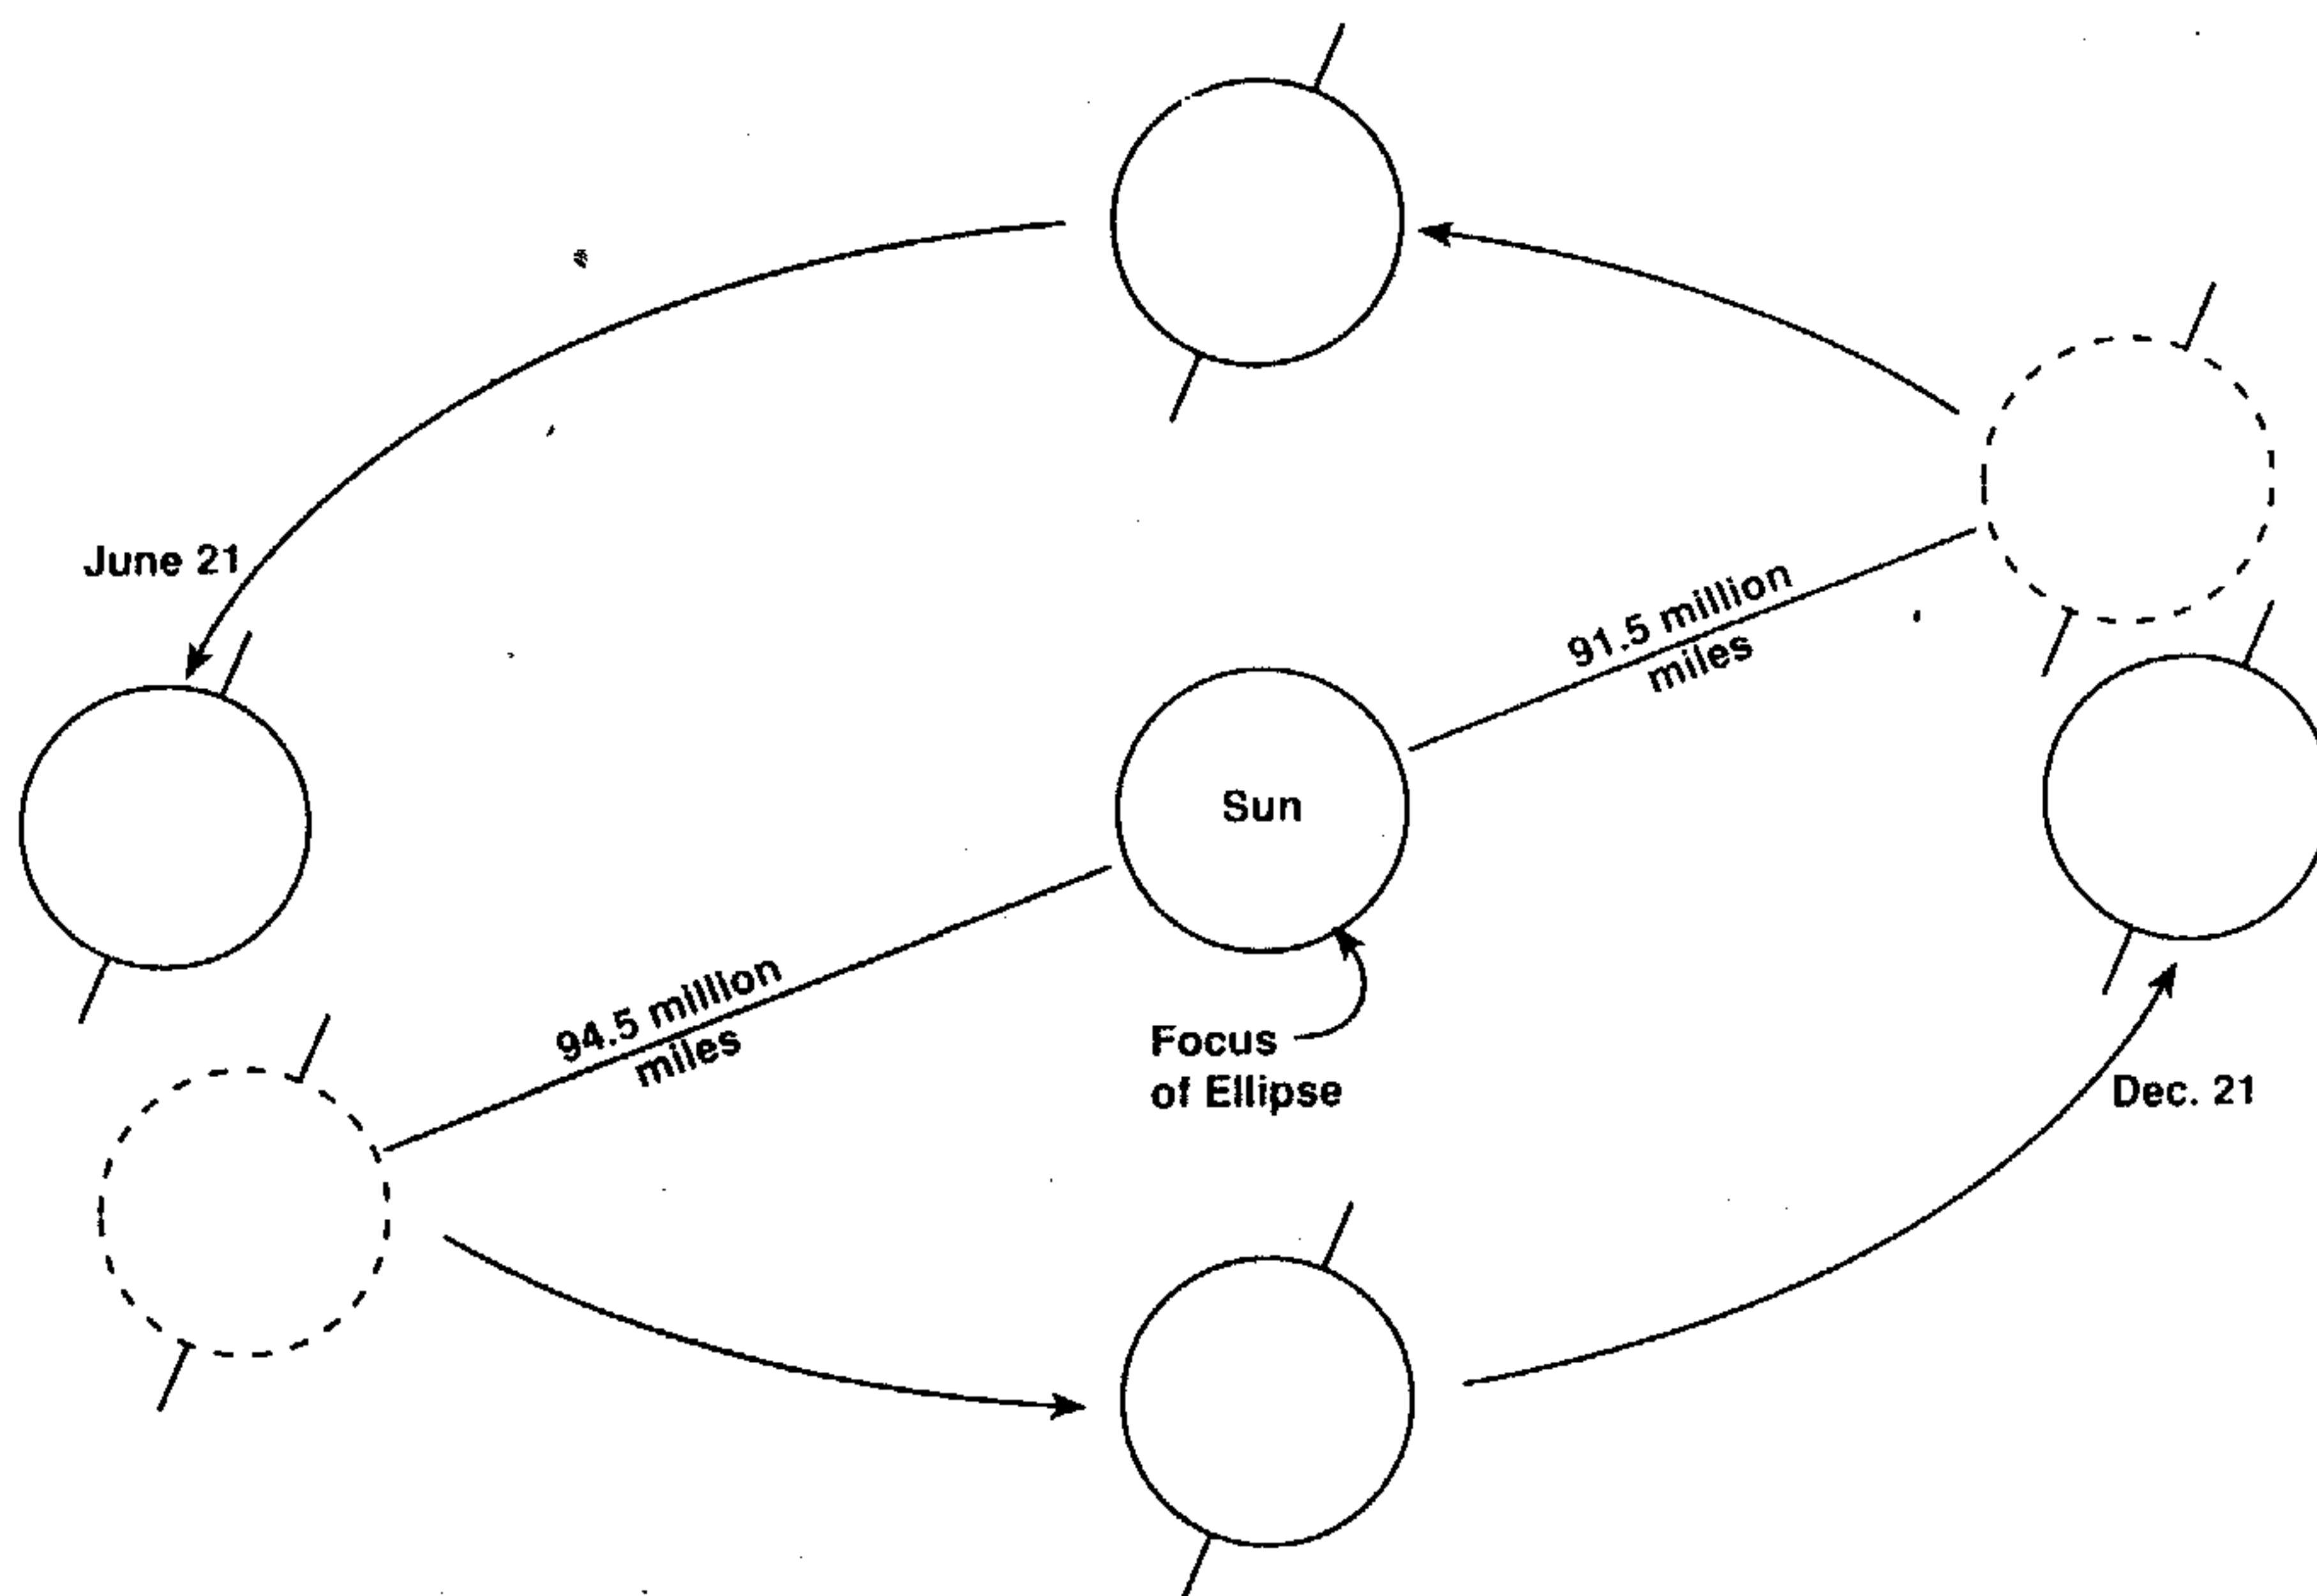 June 21
91.5 million
miles
Sun
94.5 million
miles
Focus
of Ellipse
Dec. 21